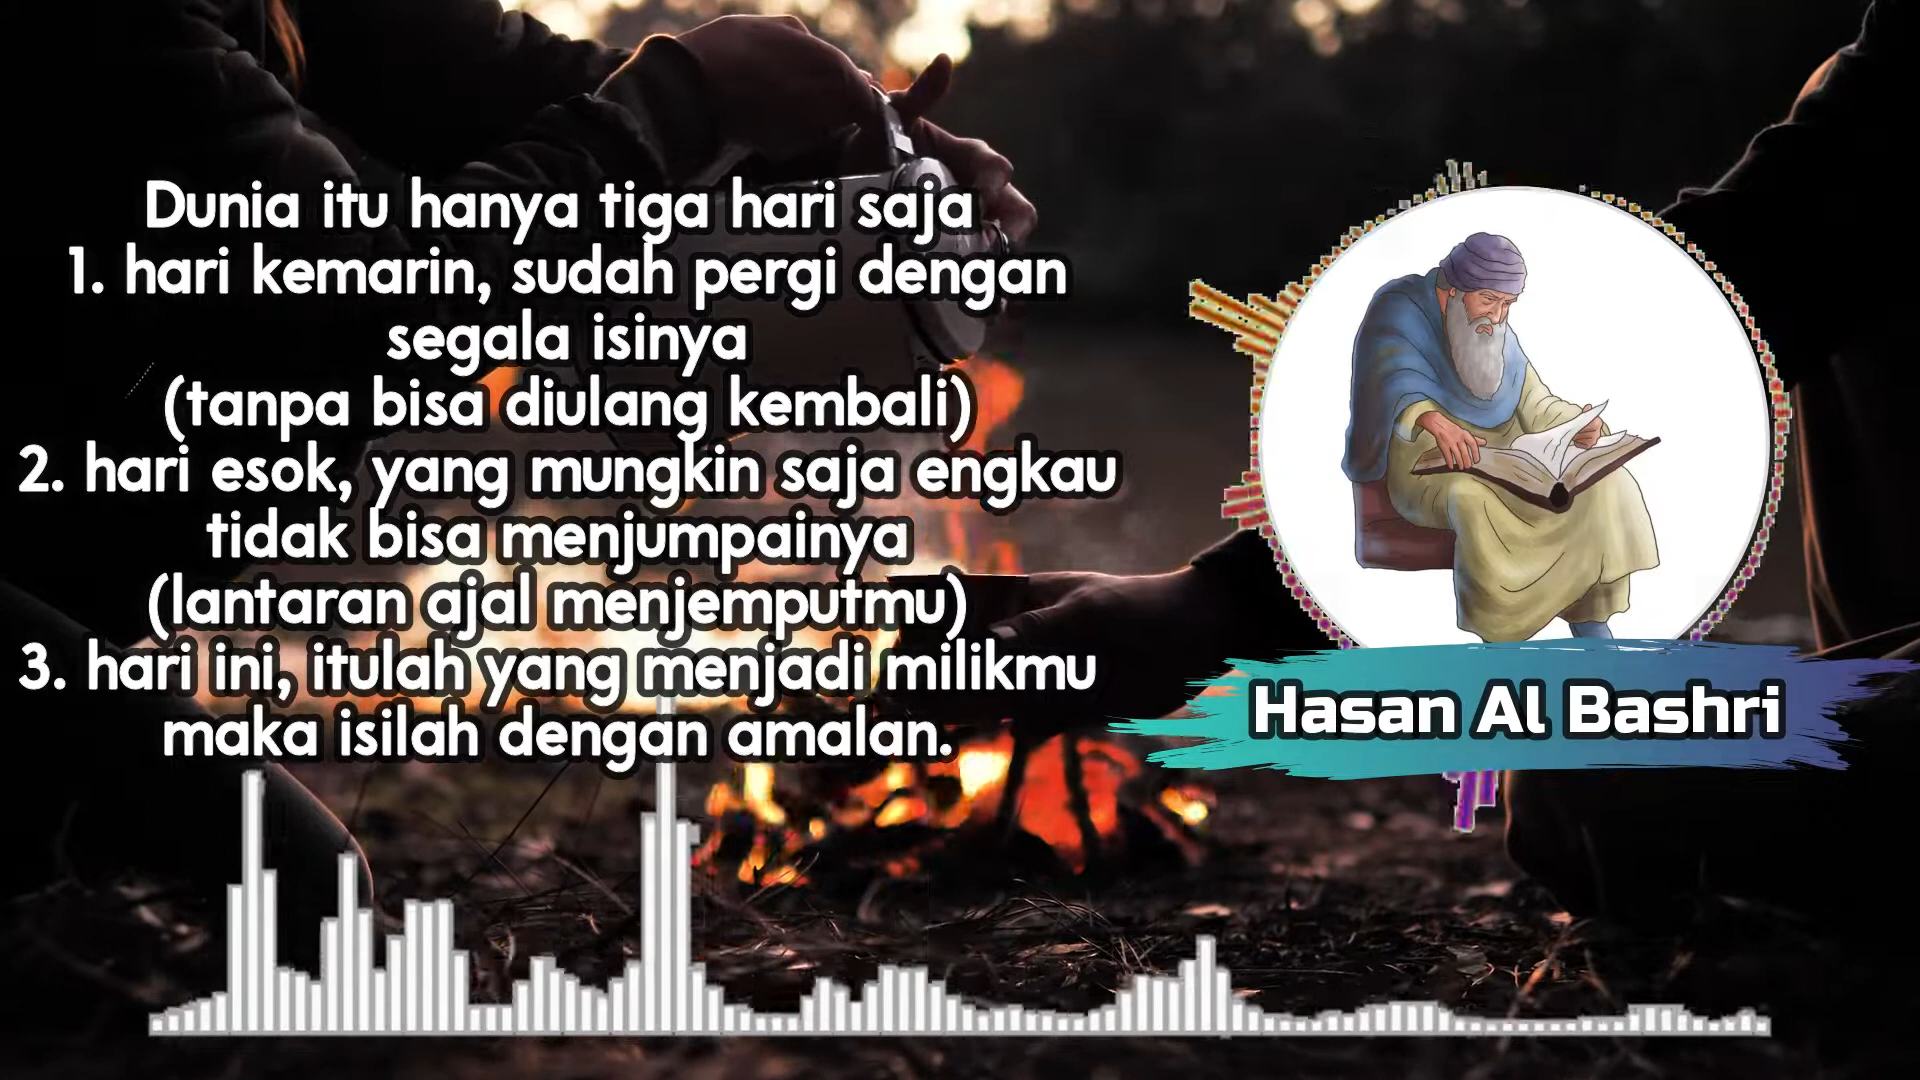 Dunia itu hanya tiga hari saja
1. hari kemarin, sudah pergi dengan
segala isinya
(tanpa bisa diulang kembali)
2. hari esok, yang mungkin saja engkau
tidak bisa menjumpainya
(lantaran ajal menjemputmu)
3. hari ini, itulah yang menjadi milikmu
maka isilah dengan amalan.
Hasan Al Bashri